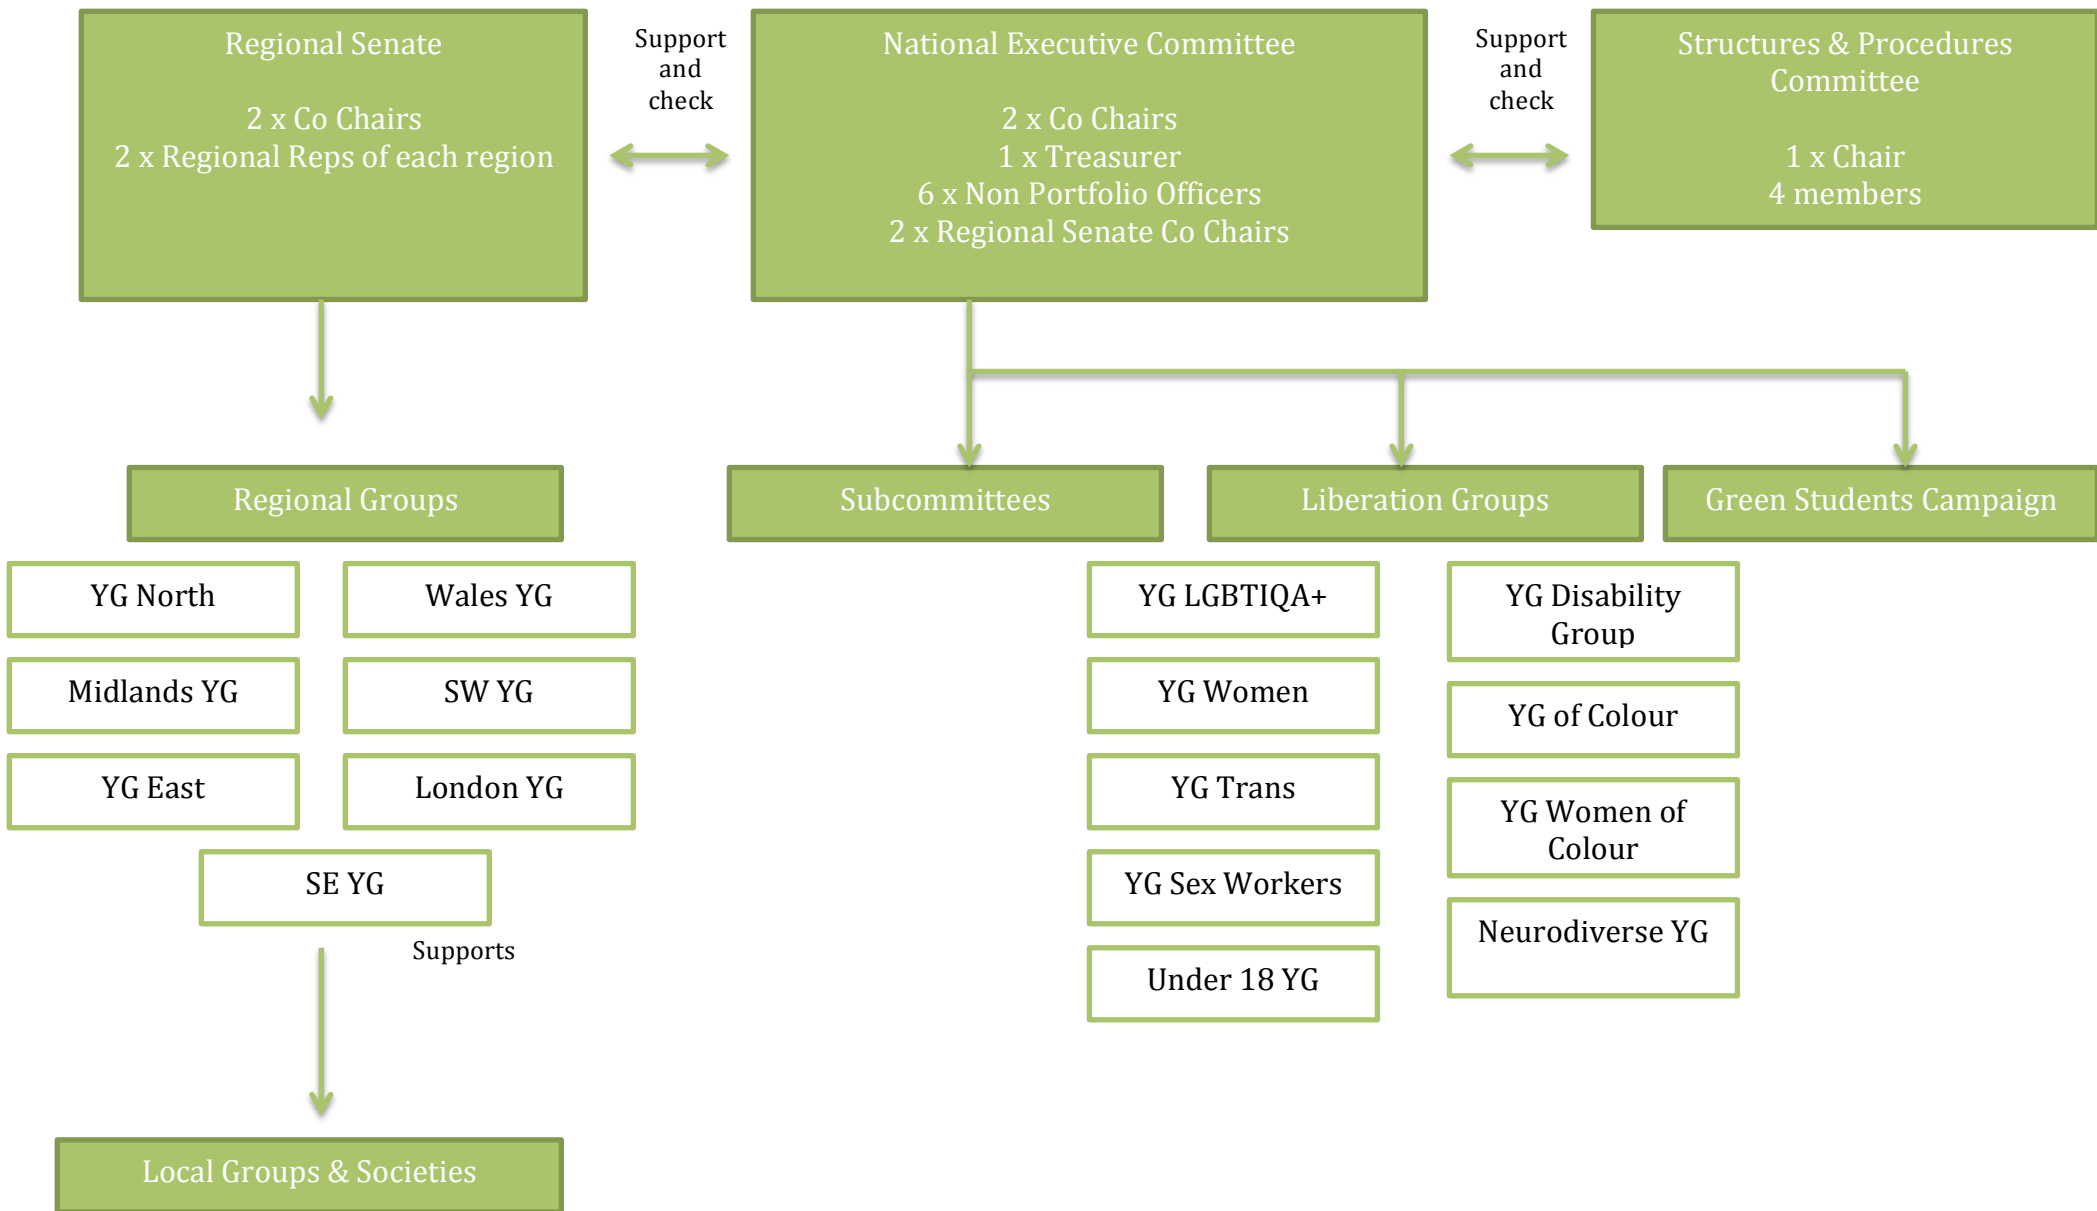 Regional Senate
2 x Co Chairs
2 x Regional Reps of each region
Support
and
check
National Executive Committee
2 x Co Chairs
1 x Treasurer
6 x Non Portfolio Officers
2 x Regional Senate Co Chairs
Support
and
check
Structures & Procedures
Committee
1 x Chair
4 members
Regional Groups
Subcommittees
Liberation Groups
Green Students Campaign
YG North
Wales YG
Midlands YG
SW YG
YG East
London YG
SE YG
Supports
Local Groups & Societies
YG LGBTIQA+
YG Women
YG Trans
YG Sex Workers
Under 18 YG
YG Disability
Group
YG of Colour
YG Women of
Colour
Neurodiverse YG